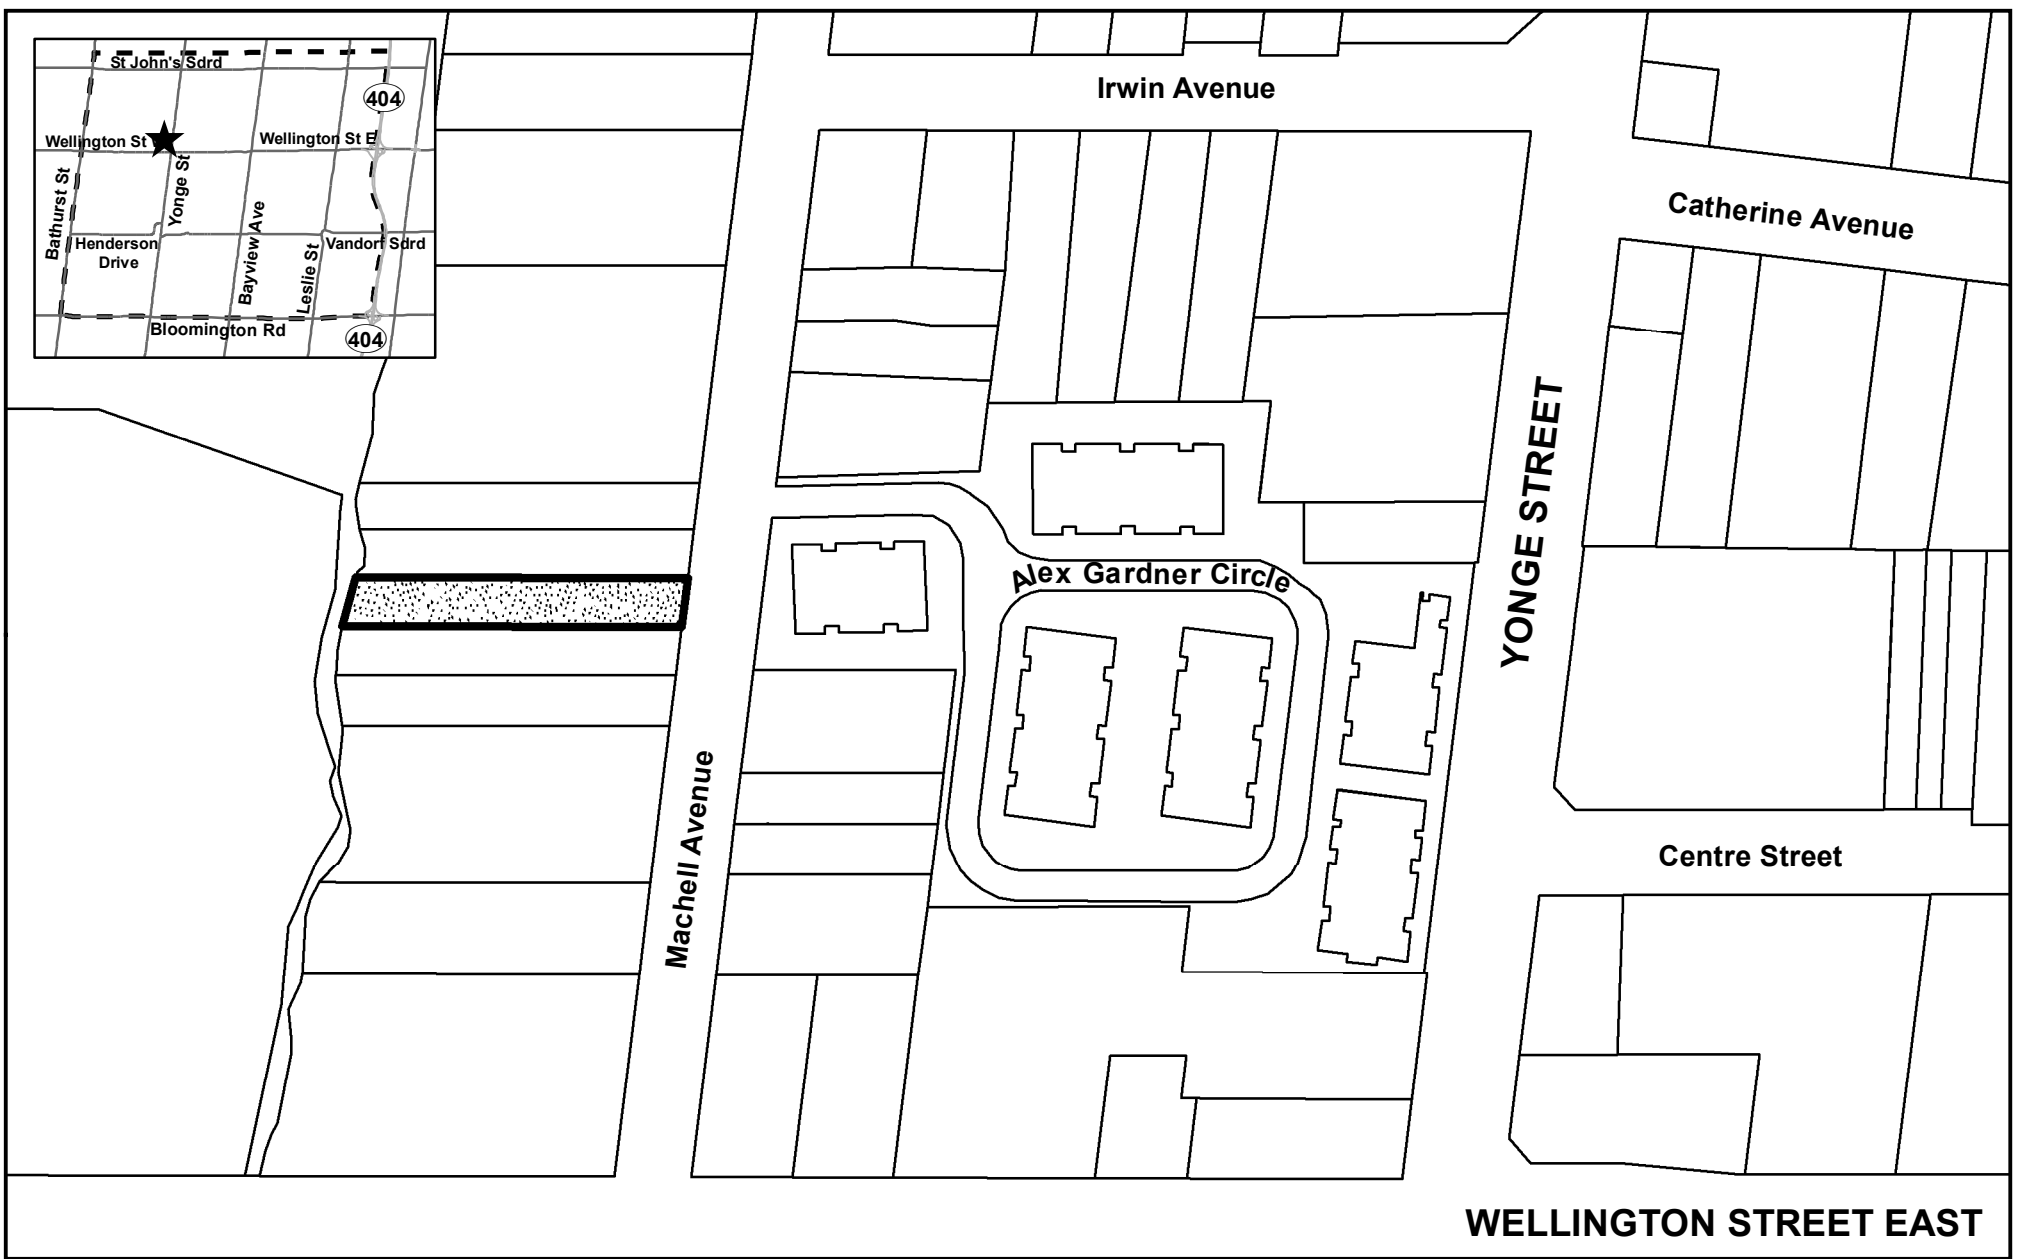 St John's Sdrd
404
Wellington St
Wellington St E
Bathurst St
Yonge St
Bayview Ave
Leslie St
Henderson
Drive
Vandorf Sdrd
Bloomington Rd
404
Irwin Avenue
Catherine Avenue
YONGE STREET
Alex Gardner Circle
Machell Avenue
Centre Street
WELLINGTON STREET EAST